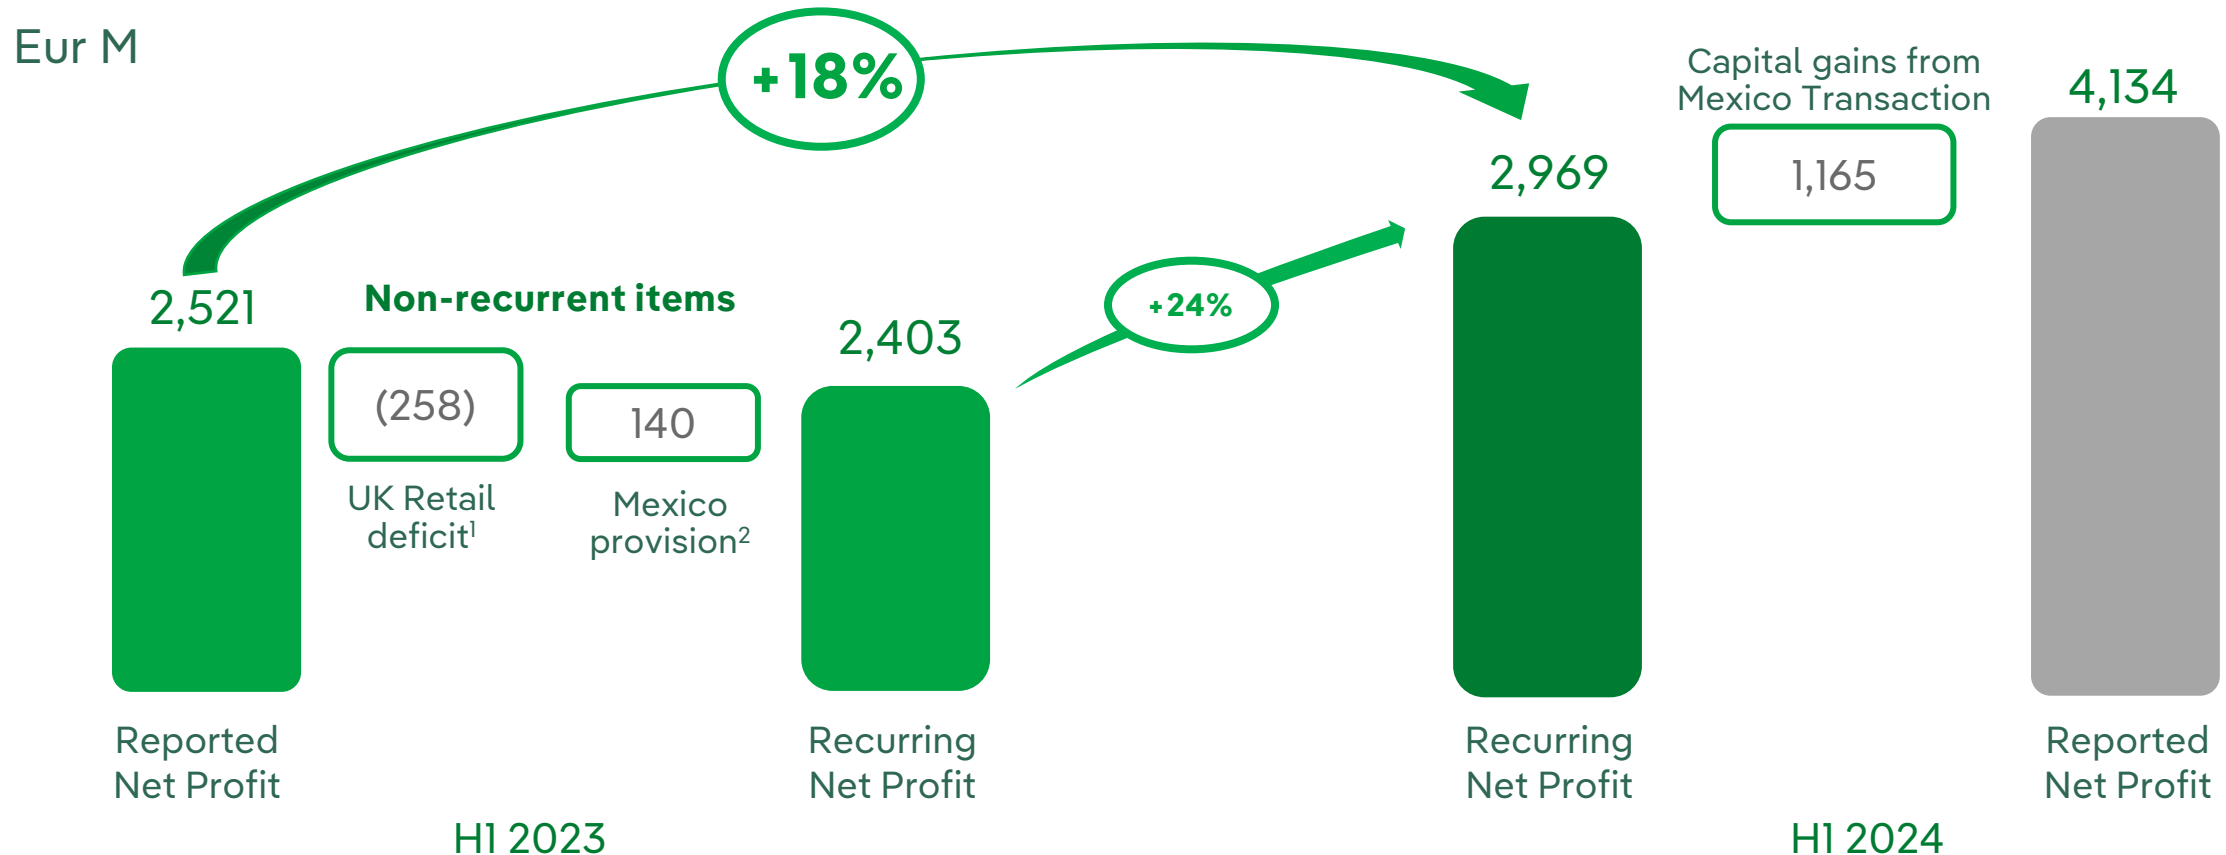 Eur M
+18%
Capital gains from
Mexico Transaction
4,134
2,969
1,165
2,521
Non-recurrent items
2,403
+24%
(258)
140
UK Retail
deficit¹
Mexico
provision²
Reported
Net Profit
Recurring
Net Profit
Recurring
Net Profit
Reported
Net Profit
H1 2023
H1 2024